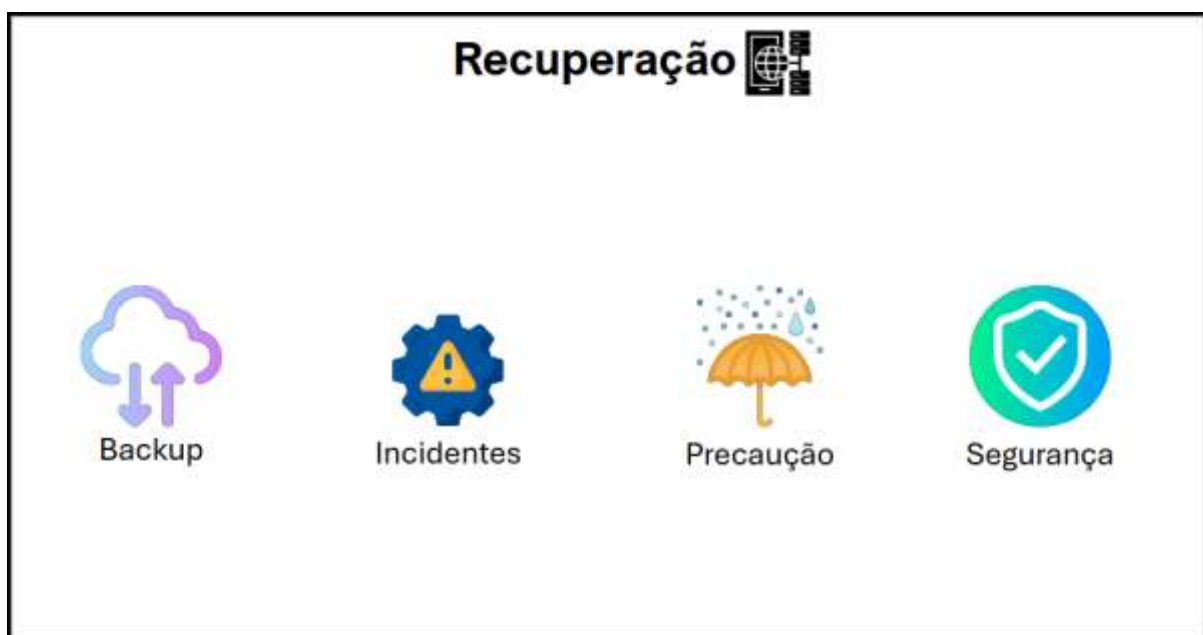 Recuperação
Backup
Incidentes
Precaução
Segurança